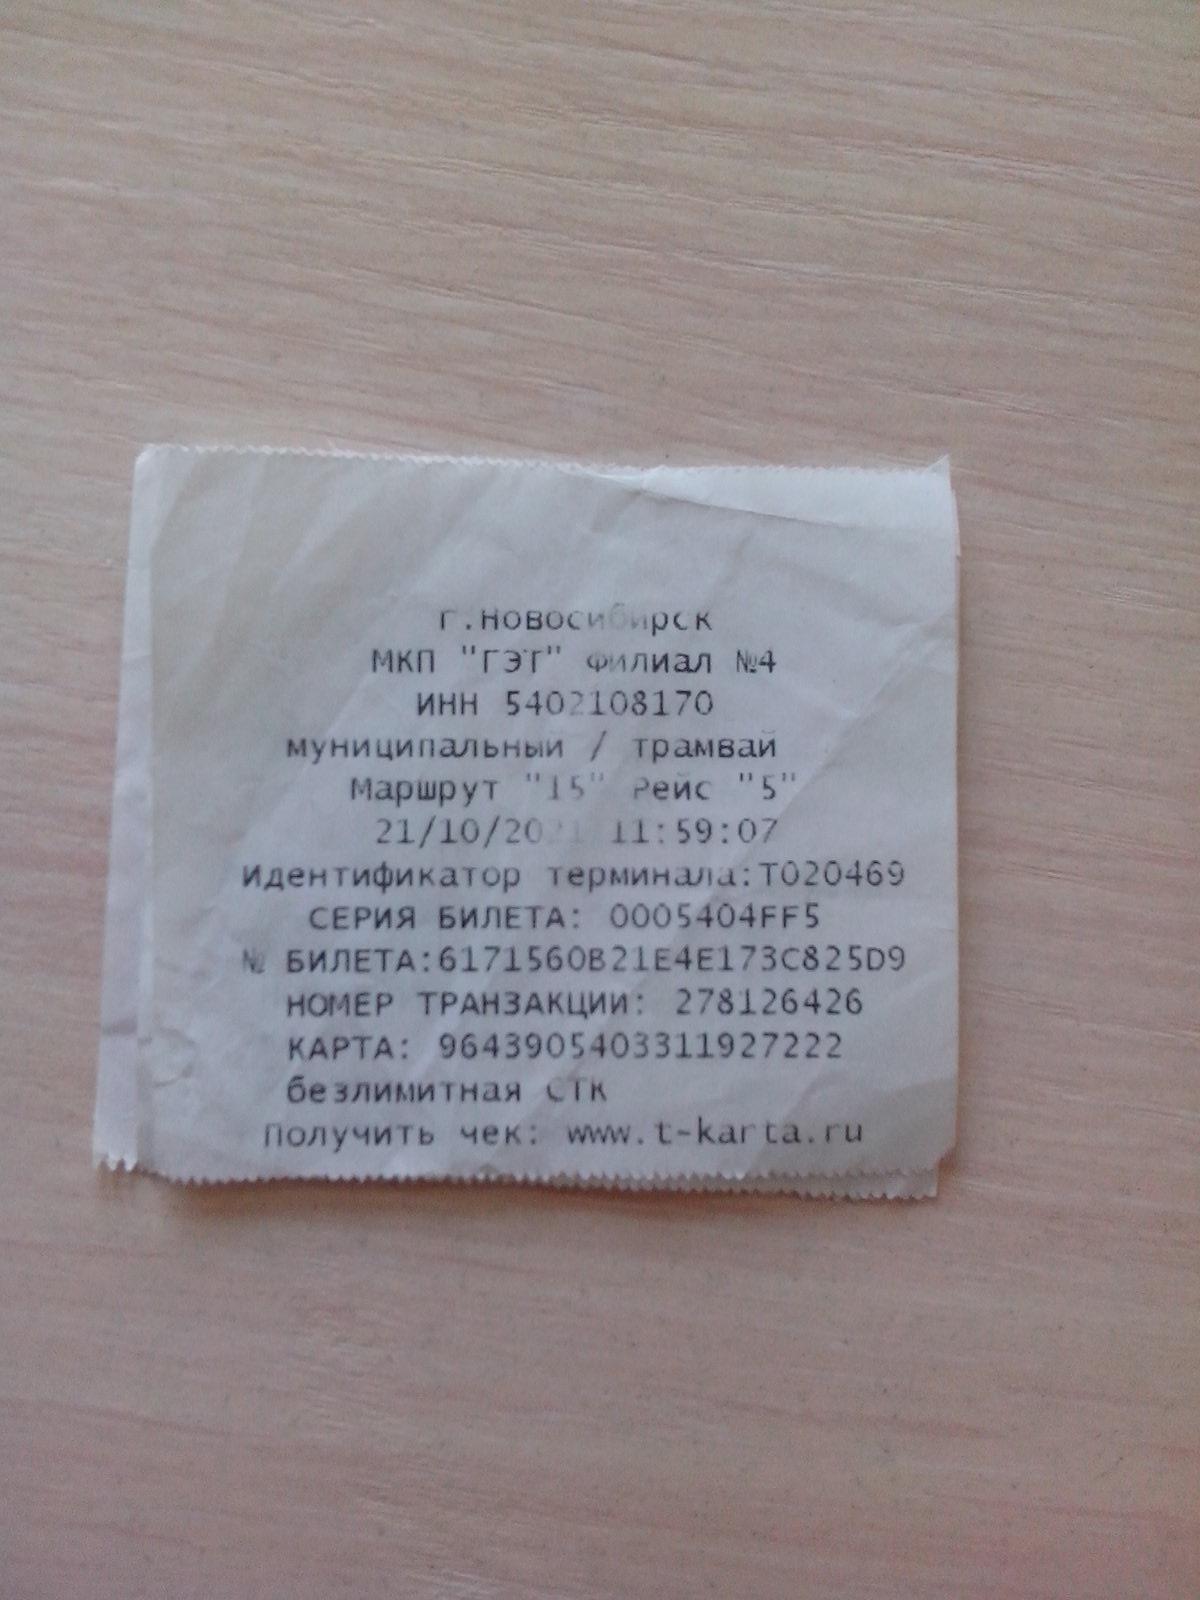 г.Новосибирск
МКП "ГЭТ" Филиал №4
ИНН 5402108170
муниципальный / трамвай
Маршрут "15" Рейс "5"
21/10/2021 11:59:07
Идентификатор терминала:T020469
СЕРИЯ БИЛЕТА: 0005404FF5
№ БИЛЕТА:6171560B21E4E173C825D9
НОМЕР ТРАНЗАКЦИИ: 278126426
КАРТА: 9643905403311927222
безлимитная СТК
Получить чек: www.t-karta.ru